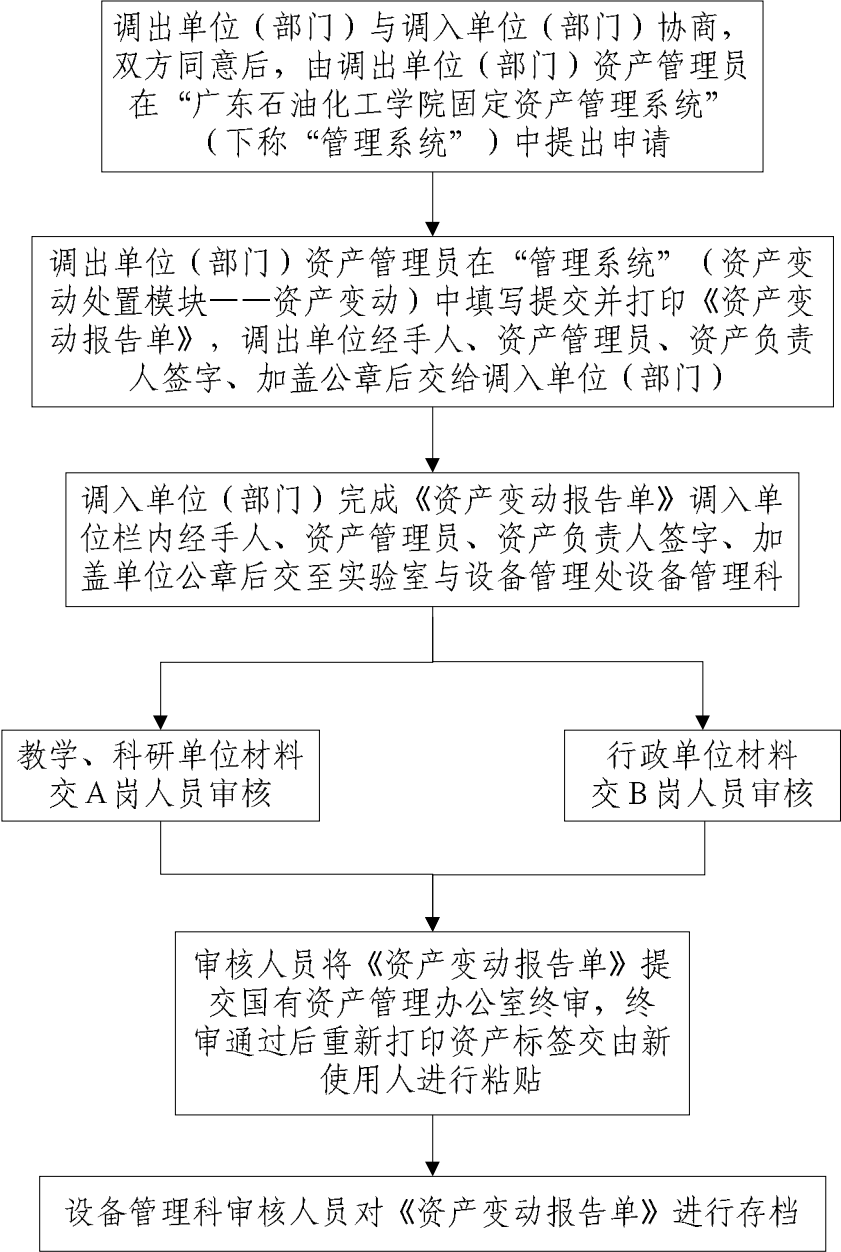 调出单位（部门）与调入单位（部门）协商，
双方同意后，由调出单位（部门）资产管理员
在“广东石油化工学院固定资产管理系统”
（下称“管理系统”）中提出申请
调出单位（部门）资产管理员在“管理系统”（资产变
动处置模块——资产变动）中填写提交并打印《资产变
动报告单》，调出单位经手人、资产管理员、资产负责
人签字、加盖公章后交给调入单位（部门）
调入单位（部门）完成《资产变动报告单》调入单
位栏内经手人、资产管理员、资产负责人签字、加
盖单位公章后交至实验室与设备管理处设备管理科
教学、科研单位材料
交A岗人员审核
行政单位材料
交B岗人员审核
审核人员将《资产变动报告单》提
交国有资产管理办公室终审，终
审通过后重新打印资产标签交由新
使用人进行粘贴
设备管理科审核人员对《资产变动报告单》进行存档